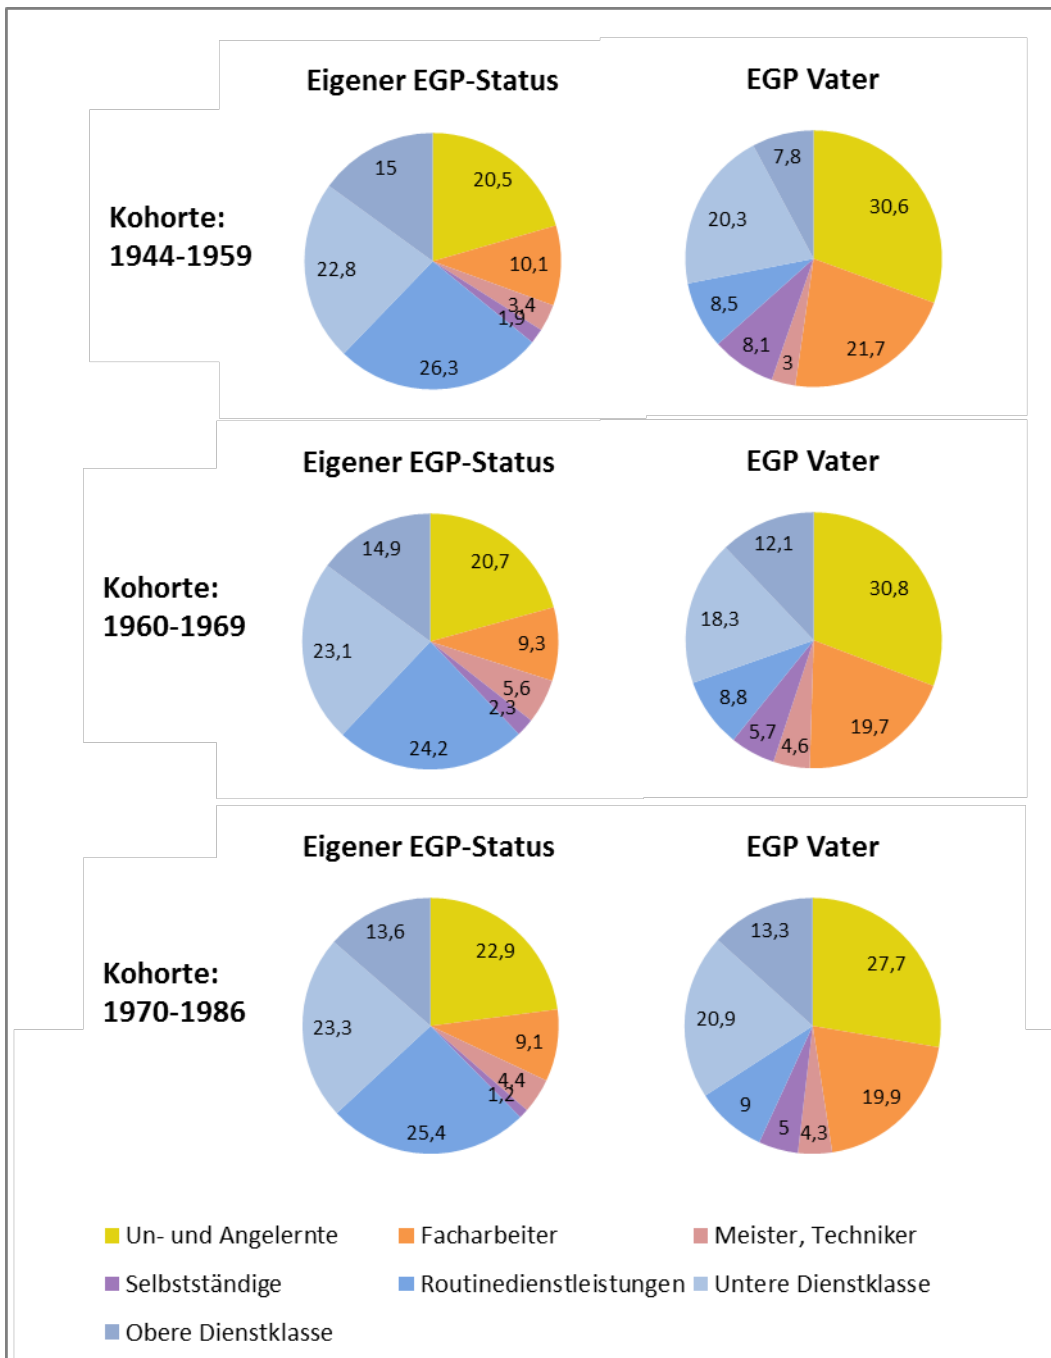 Eigener EGP-Status
EGP Vater
Kohorte:
1944-1959
15
20,5
10,1
3,4
1,9
26,3
22,8
7,8
30,6
21,7
3
8,1
8,5
20,3
Eigener EGP-Status
EGP Vater
Kohorte:
1960-1969
14,9
20,7
9,3
5,6
2,3
24,2
23,1
12,1
30,8
19,7
4,6
5,7
8,8
18,3
Eigener EGP-Status
EGP Vater
Kohorte:
1970-1986
13,6
22,9
9,1
4,4
1,2
25,4
23,3
13,3
27,7
19,9
4,3
5
9
20,9
Un- und Angelernte
Facharbeiter
Meister, Techniker
Selbstständige
Routinedienstleistungen
Untere Dienstklasse
Obere Dienstklasse